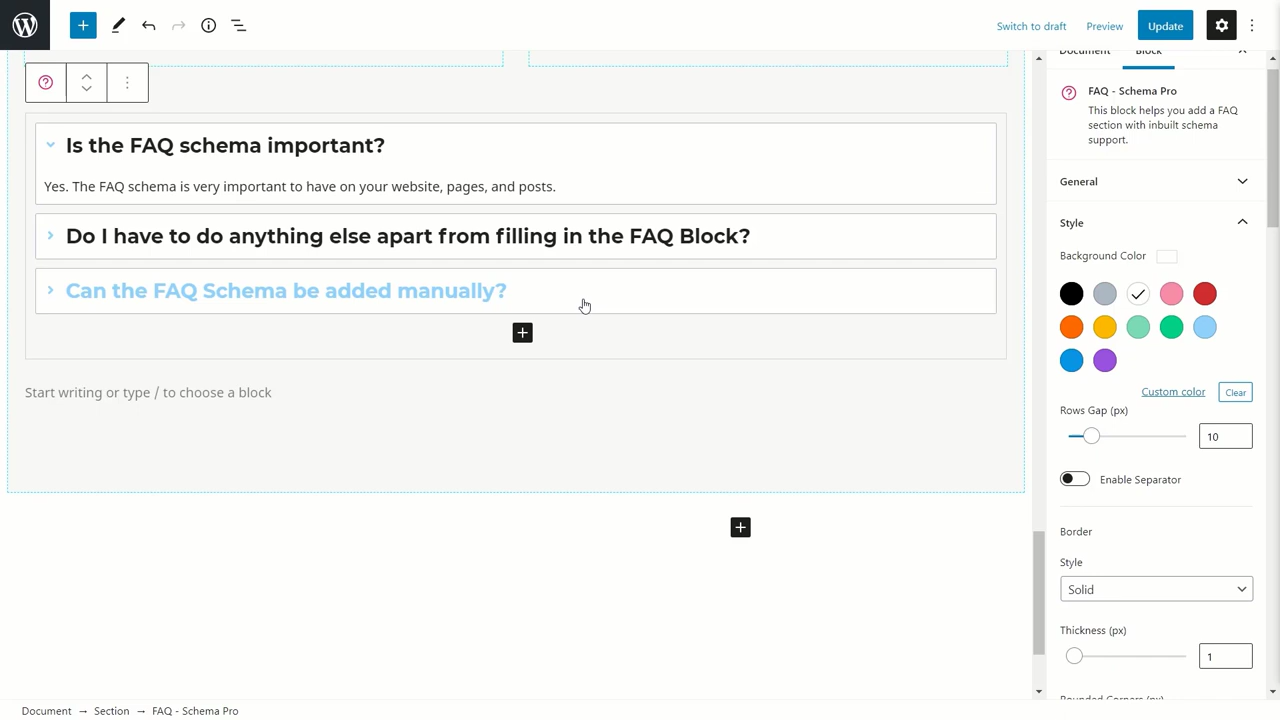 Switch to draft
Preview
Update
Document
Block
FAQ - Schema Pro
This block helps you add a FAQ
section with inbuilt schema
support.
General
Style
Background Color
Custom color
Clear
Rows Gap (px)
10
Enable Separator
Border
Style
Solid
Thickness (px)
1
Rounded Corners (px)
Is the FAQ schema important?
Yes. The FAQ schema is very important to have on your website, pages, and posts.
Do I have to do anything else apart from filling in the FAQ Block?
Can the FAQ Schema be added manually?
Start writing or type / to choose a block
Document → Section → FAQ - Schema Pro